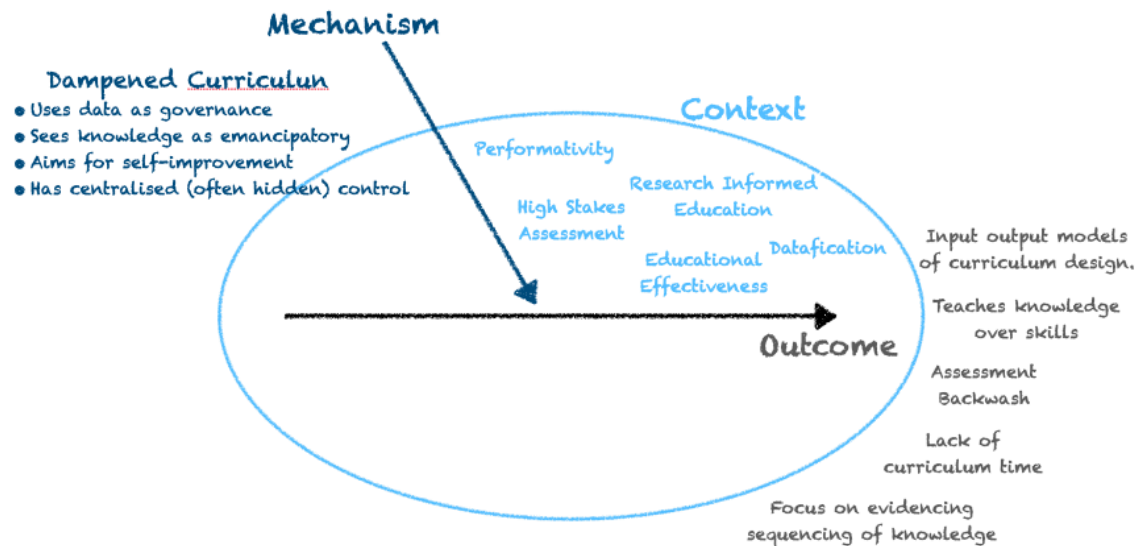 Mechanism
Dampened Curriculun
• Uses data as governance
• Sees knowledge as emancipatory
• Aims for self-improvement
• Has centralised (often hidden) control
Context
Performativity
Research Informed
Education
High Stakes
Assessment
Datafication
Educational
Effectiveness
Outcome
Input output models
of curriculum design.
Teaches knowledge
over skills
Assessment
Backwash
Lack of
curriculum time
Focus on evidencing
sequencing of knowledge